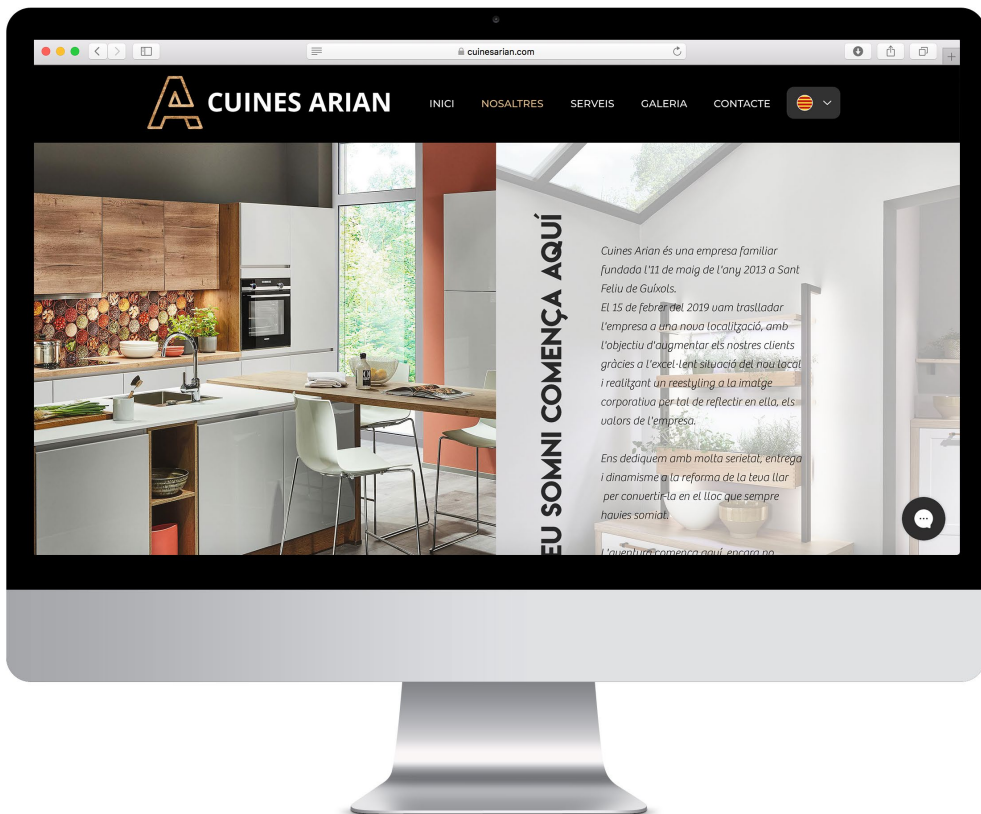 cuinesarian.com
CUINES ARIAN
INICI
NOSALTRES
SERVEIS
GALERIA
CONTACTE
EU SOMNI COMENÇA AQUÍ
Cuines Arian és una empresa familiar
fundada l'11 de maig de l'any 2013 a Sant
Feliu de Guíxols.
El 15 de febrer del 2019 vam traslladar
l'empresa a una nova localització, amb
l'objectiu d'augmentar els nostres clients
gràcies a l'excel·lent situació del nou local
i realitzant un reestyling a la imatge
corporativa per tal de reflectir en ella, els
valors de l'empresa.
Ens dediquem amb molta serietat, entrega
i dinamisme a la reforma de la teva llar
per convertir-la en el lloc que sempre
havies somiat.
L'aventura comença aquí, encara no